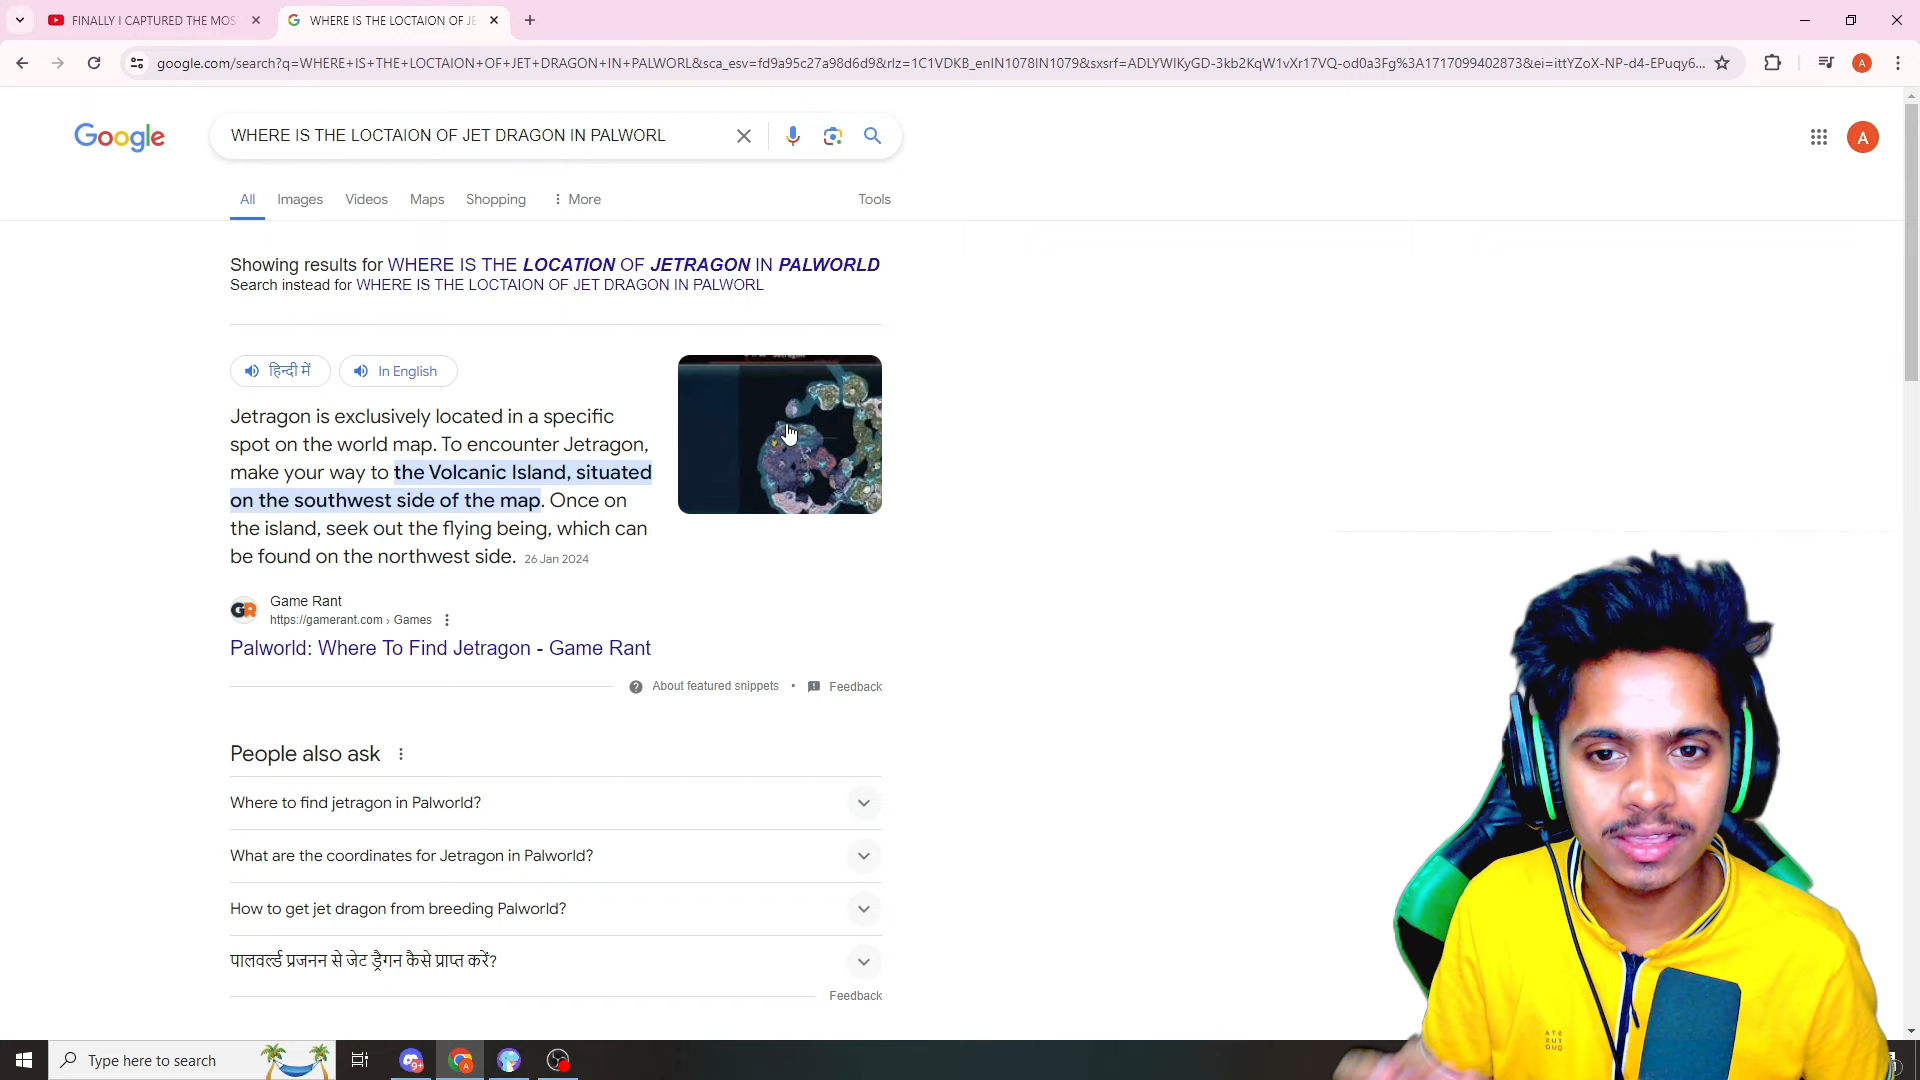 FINALLY I CAPTURED THE MOS
WHERE IS THE LOCTAION OF JE
google.com/search?q=WHERE+IS+THE+LOCTAION+OF+JET+DRAGON+IN+PALWORL&sca_esv=fd9a95c27a98d6d9&rlz=1C1VDKB_enIN1078IN1079&sxsrf=ADLYWIKyGD-3kb2KqW1vXr17VQ-od0a3Fg%3A1717099402873&ei=ittYZoX-NP-d4-EPuqy6...
A
Google
WHERE IS THE LOCTAION OF JET DRAGON IN PALWORL
A
All Images Videos Maps Shopping More Tools
Showing results for WHERE IS THE LOCATION OF JETRAGON IN PALWORLD
Search instead for WHERE IS THE LOCTAION OF JET DRAGON IN PALWORL
हिन्दी में In English
Jetragon is exclusively located in a specific
spot on the world map. To encounter Jetragon,
make your way to the Volcanic Island, situated
on the southwest side of the map. Once on
the island, seek out the flying being, which can
be found on the northwest side. 26 Jan 2024
GR
Game Rant
https://gamerant.com › Games
Palworld: Where To Find Jetragon - Game Rant
About featured snippets • Feedback
People also ask
Where to find jetragon in Palworld?
What are the coordinates for Jetragon in Palworld?
How to get jet dragon from breeding Palworld?
पालवर्ल्ड प्रजनन से जेट ड्रैगन कैसे प्राप्त करें?
Feedback
Type here to search
9+
A